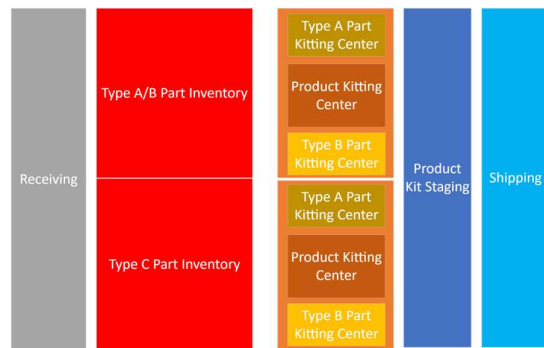 Receiving
Type A/B Part Inventory
Type C Part Inventory
Type A Part
Kitting Center
Product Kitting
Center
Type B Part
Kitting Center
Type A Part
Kitting Center
Product Kitting
Center
Type B Part
Kitting Center
Product
Kit Staging
Shipping